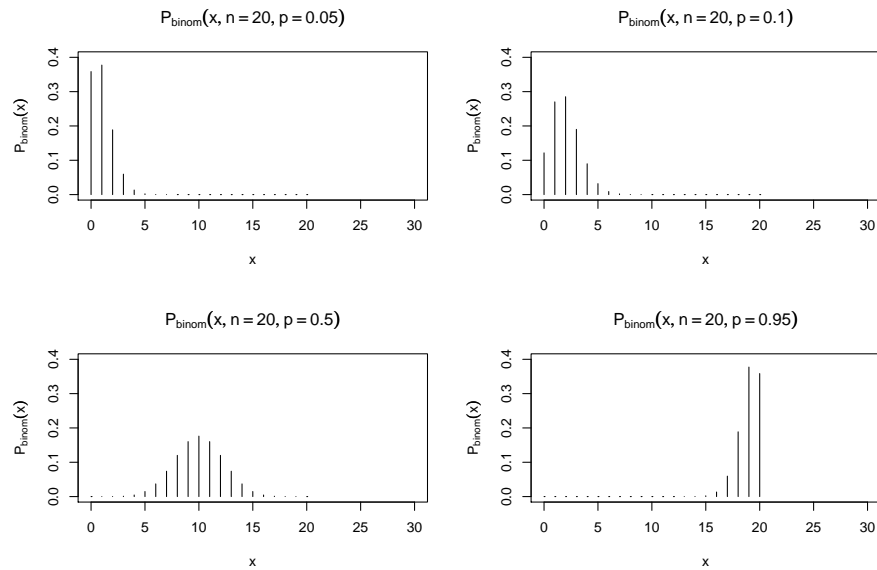 P_binom(x, n = 20, p = 0.05)
P_binom(x)
0.4
0.3
0.2
0.1
0.0
0 5 10 15 20 25 30
x
P_binom(x, n = 20, p = 0.1)
P_binom(x)
0.4
0.3
0.2
0.1
0.0
0 5 10 15 20 25 30
x
P_binom(x, n = 20, p = 0.5)
P_binom(x)
0.4
0.3
0.2
0.1
0.0
0 5 10 15 20 25 30
x
P_binom(x, n = 20, p = 0.95)
P_binom(x)
0.4
0.3
0.2
0.1
0.0
0 5 10 15 20 25 30
x